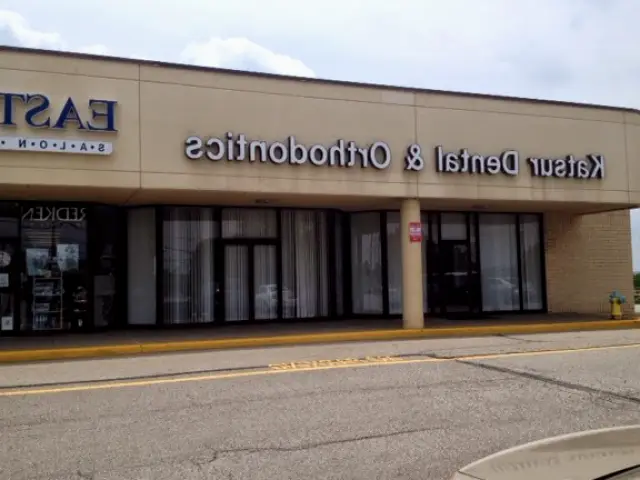 Katsur Dental & Orthodontics
EAST
SALON
REDKEN